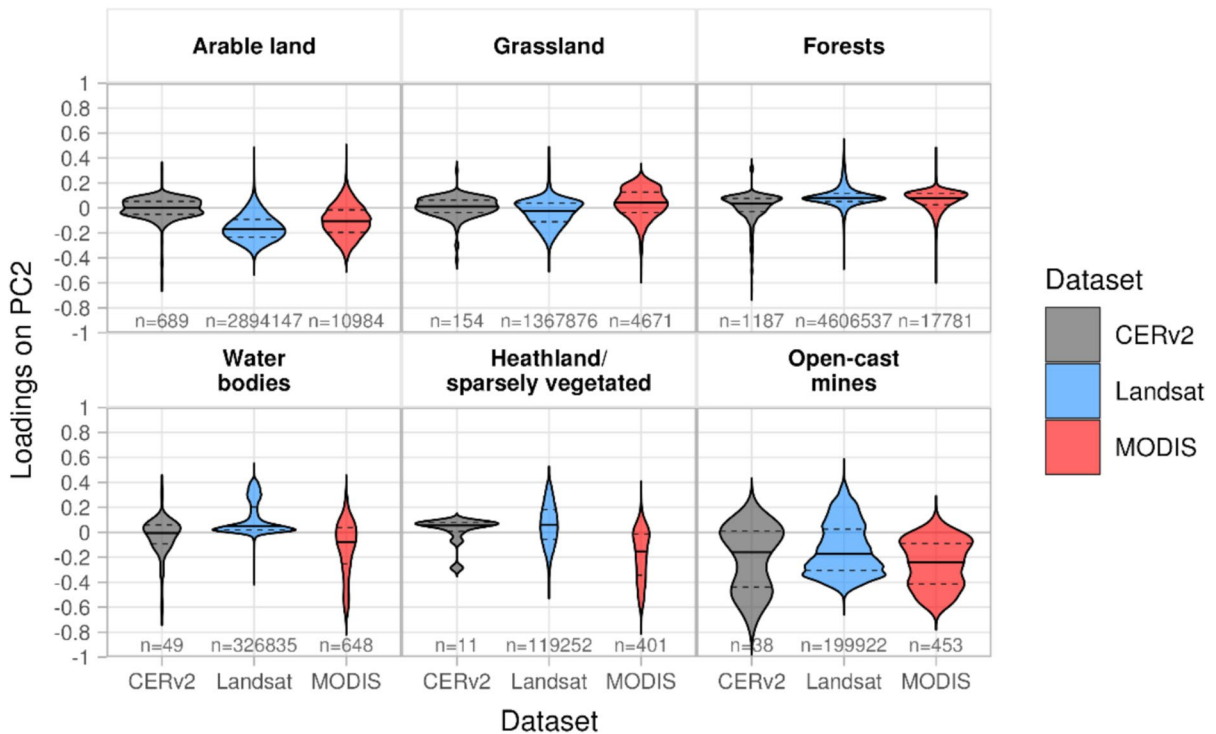 Arable land
Grassland
Forests
Loadings on PC2
1
0.8
0.6
0.4
0.2
0
-0.2
-0.4
-0.6
-0.8
-1
n=689
n=2894147
n=10984
n=154
n=1367876
n=4671
n=1187
n=4606537
n=17781
Water
bodies
Heathland/
sparsely vegetated
Open-cast
mines
1
0.8
0.6
0.4
0.2
0
-0.2
-0.4
-0.6
-0.8
-1
n=49
n=326835
n=648
n=11
n=119252
n=401
n=38
n=199922
n=453
CERv2
Landsat
MODIS
CERv2
Landsat
MODIS
CERv2
Landsat
MODIS
Dataset
Dataset
CERv2
Landsat
MODIS